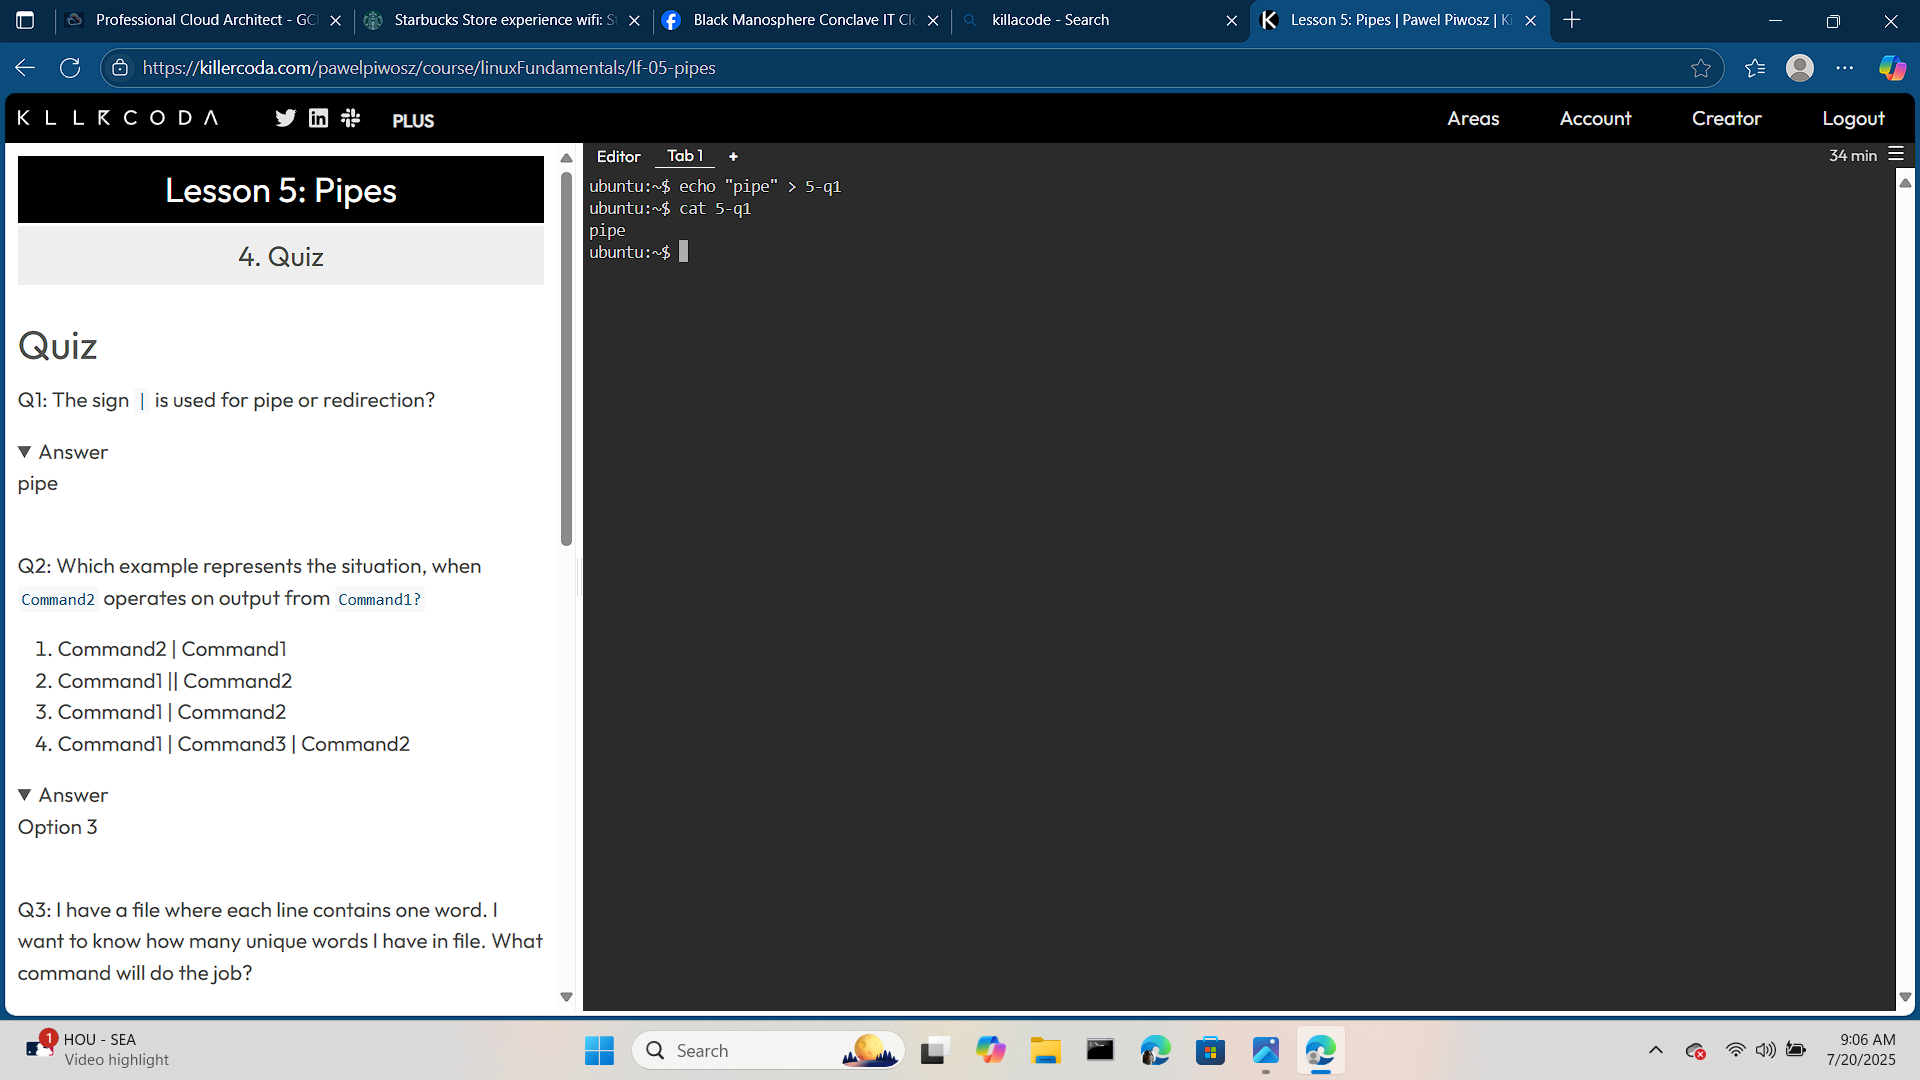 Professional Cloud Architect - GC
Starbucks Store experience wifi: S
Black Manosphere Conclave IT Cl
killacode - Search
Lesson 5: Pipes | Pawel Piwosz | Ki
https://killercoda.com/pawelpiwosz/course/linuxFundamentals/lf-05-pipes
KILLERCODA
PLUS
Areas
Account
Creator
Logout
Lesson 5: Pipes
4. Quiz
Quiz
Q1: The sign | is used for pipe or redirection?
▼ Answer
pipe
Q2: Which example represents the situation, when
Command2 operates on output from Command1?
1. Command2 | Command1
2. Command1 || Command2
3. Command1 | Command2
4. Command1 | Command3 | Command2
▼ Answer
Option 3
Q3: I have a file where each line contains one word. I
want to know how many unique words I have in file. What
command will do the job?
Editor
Tab 1
+
34 min
ubuntu:~$ echo "pipe" > 5-q1
ubuntu:~$ cat 5-q1
pipe
ubuntu:~$
1
HOU - SEA
Video highlight
Search
9:06 AM
7/20/2025